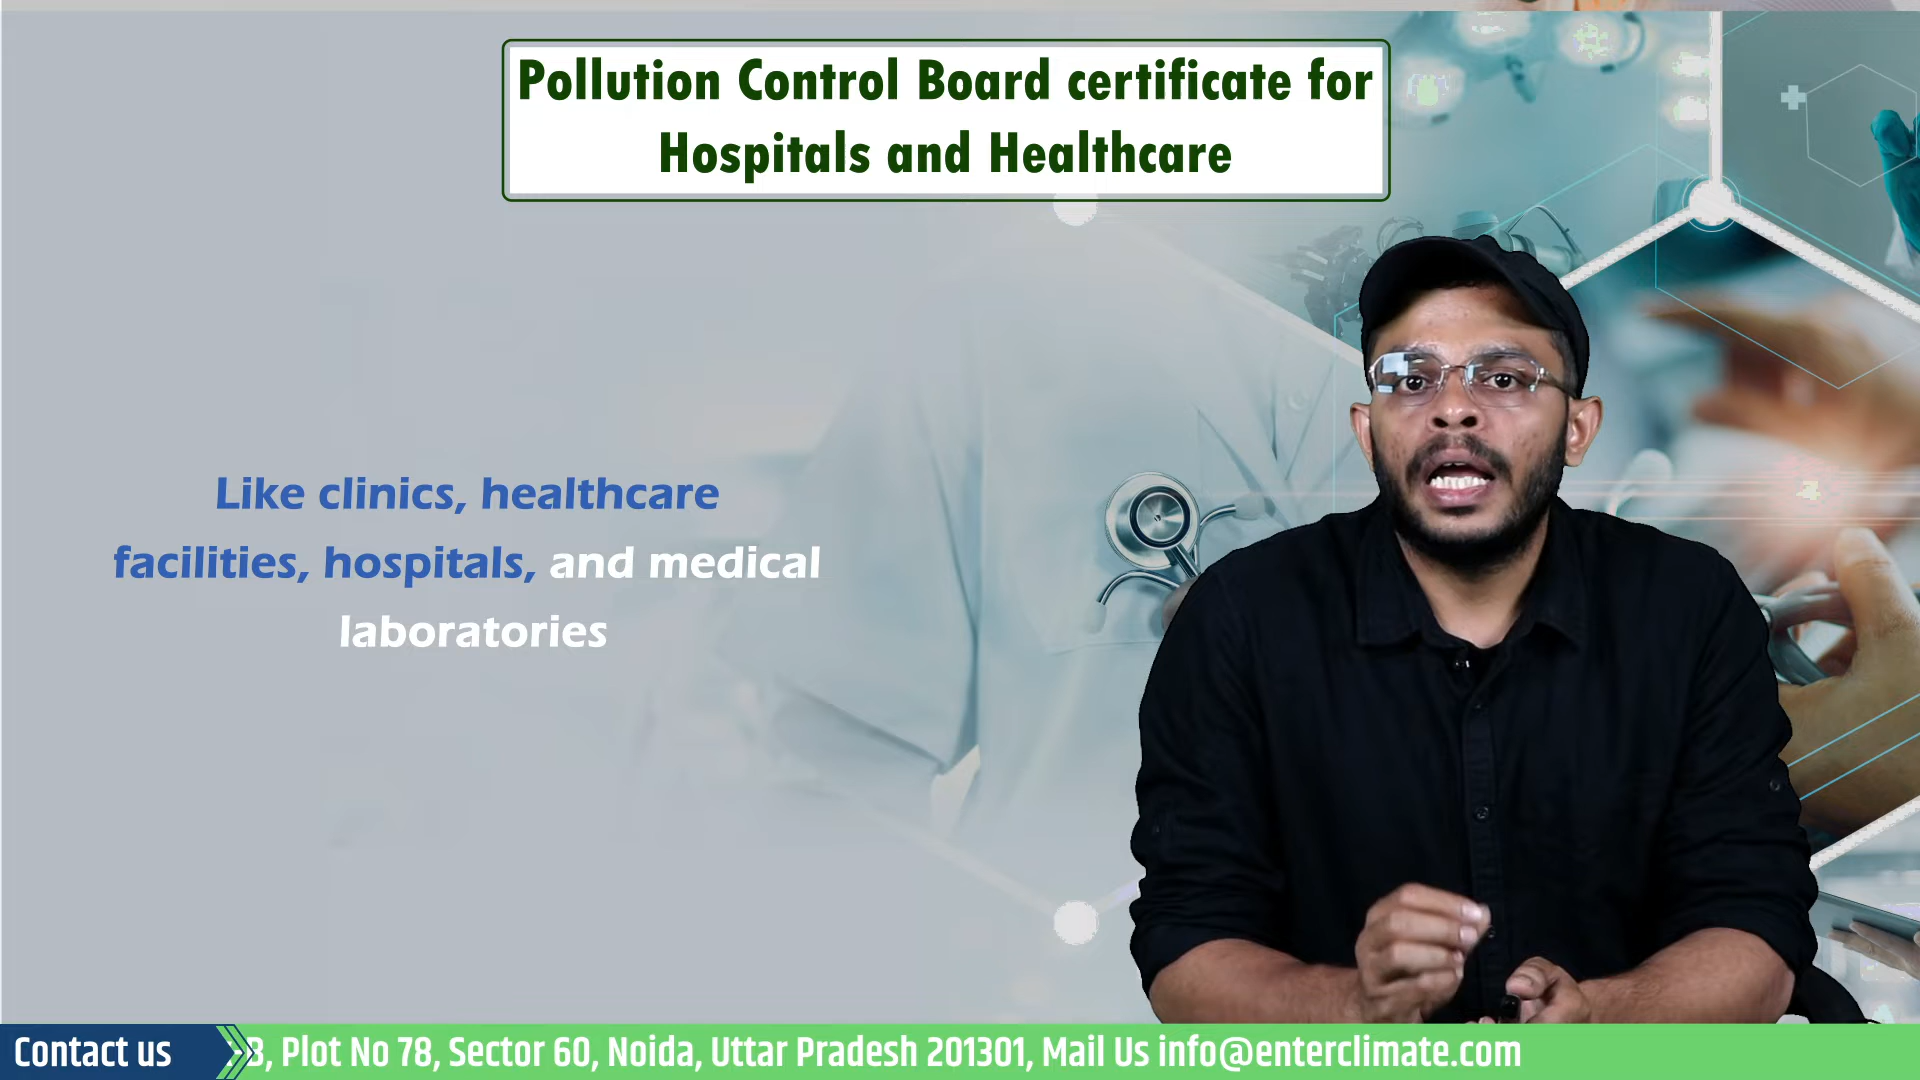 Pollution Control Board certificate for
Hospitals and Healthcare
Like clinics, healthcare
facilities, hospitals, and medical
laboratories
Contact us
B, Plot No 78, Sector 60, Noida, Uttar Pradesh 201301, Mail Us info@enterclimate.com